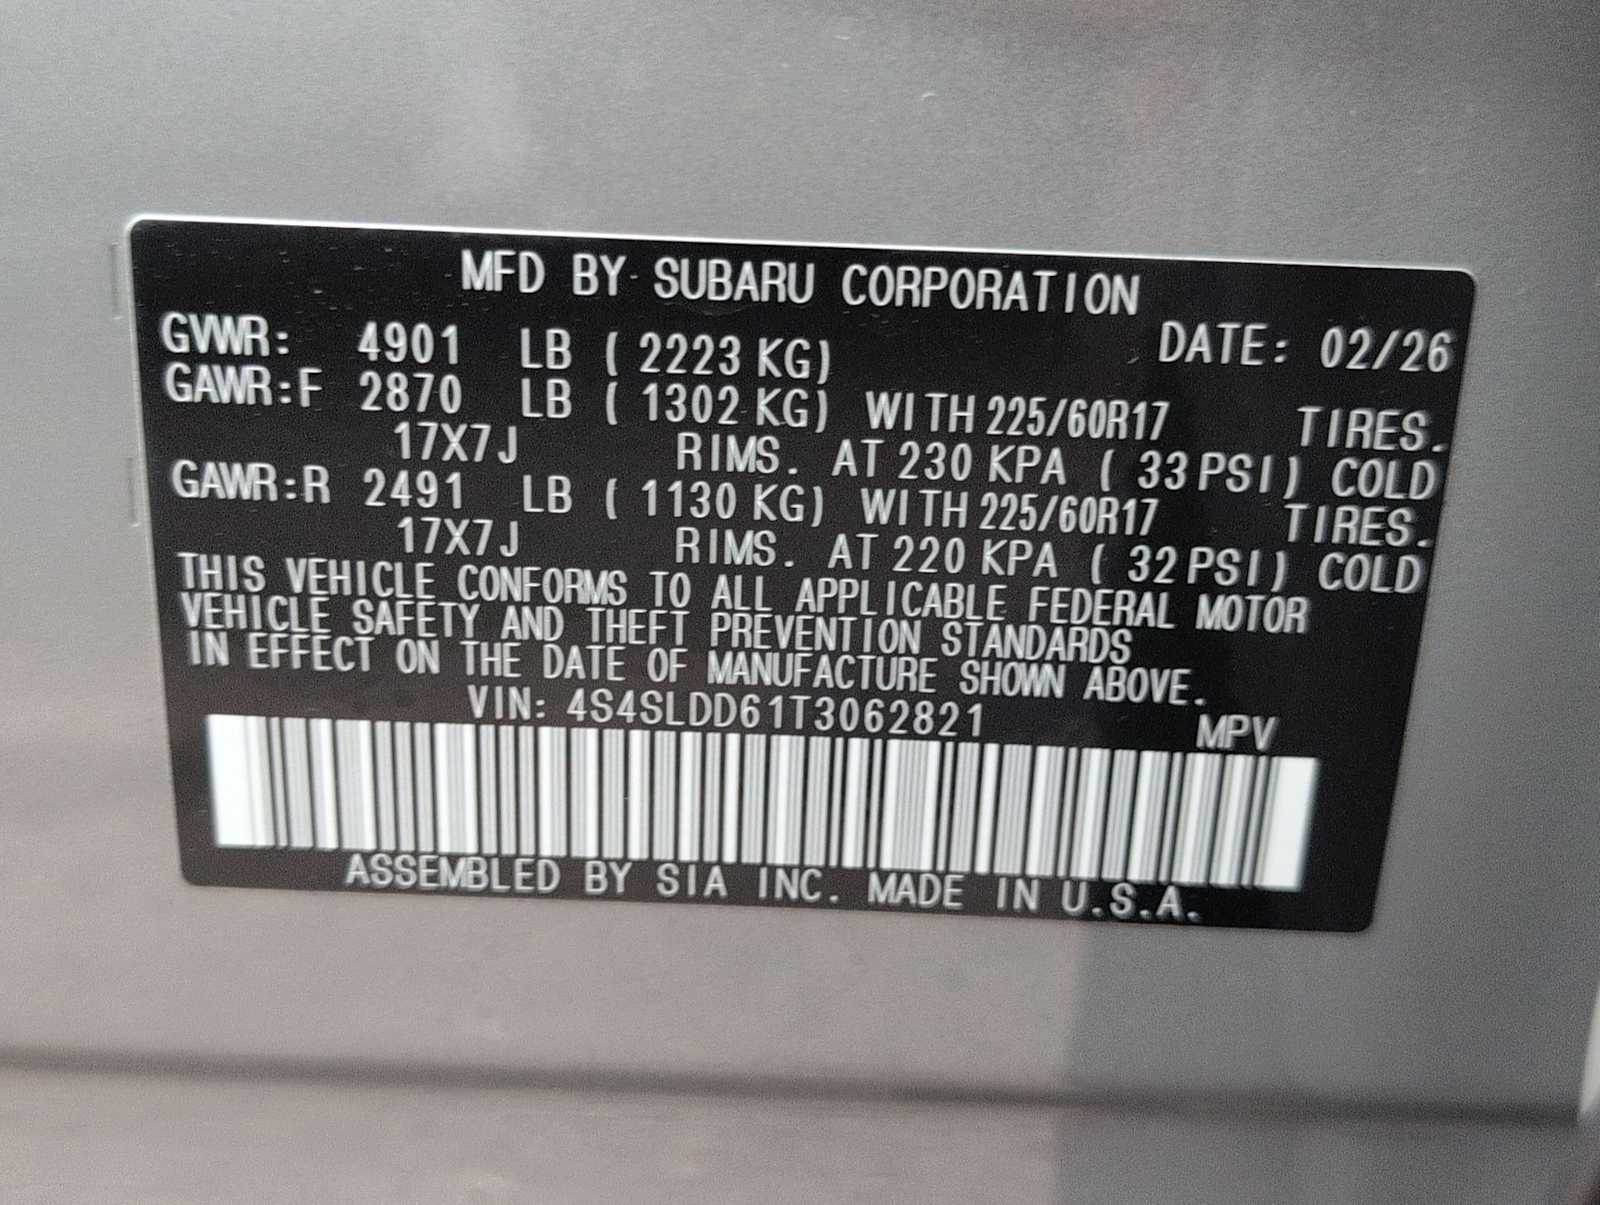 MFD BY SUBARU CORPORATION
GVWR: 4901 LB ( 2223 KG) DATE: 02/26
GAWR:F 2870 LB ( 1302 KG) WITH 225/60R17 TIRES.
17X7J RIMS. AT 230 KPA ( 33 PSI) COLD
GAWR:R 2491 LB ( 1130 KG) WITH 225/60R17 TIRES.
17X7J RIMS. AT 220 KPA ( 32 PSI) COLD
THIS VEHICLE CONFORMS TO ALL APPLICABLE FEDERAL MOTOR
VEHICLE SAFETY AND THEFT PREVENTION STANDARDS
IN EFFECT ON THE DATE OF MANUFACTURE SHOWN ABOVE.
VIN: 4S4SLDD61T3062821 MPV
ASSEMBLED BY SIA INC. MADE IN U.S.A.